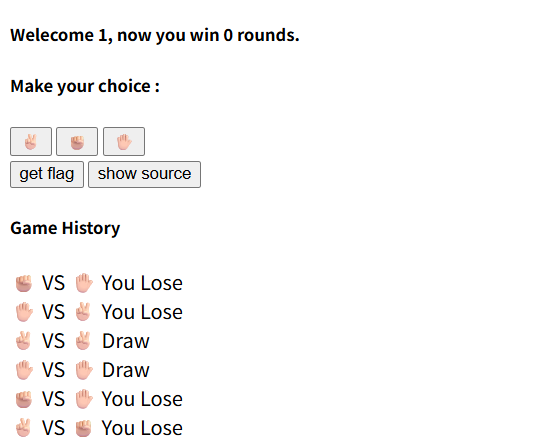 Welecome 1, now you win 0 rounds.
Make your choice :
✌ ✊ ✋
get flag show source
Game History
✊ VS ✋ You Lose
✋ VS ✌ You Lose
✌ VS ✌ Draw
✋ VS ✋ Draw
✊ VS ✋ You Lose
✌ VS ✊ You Lose